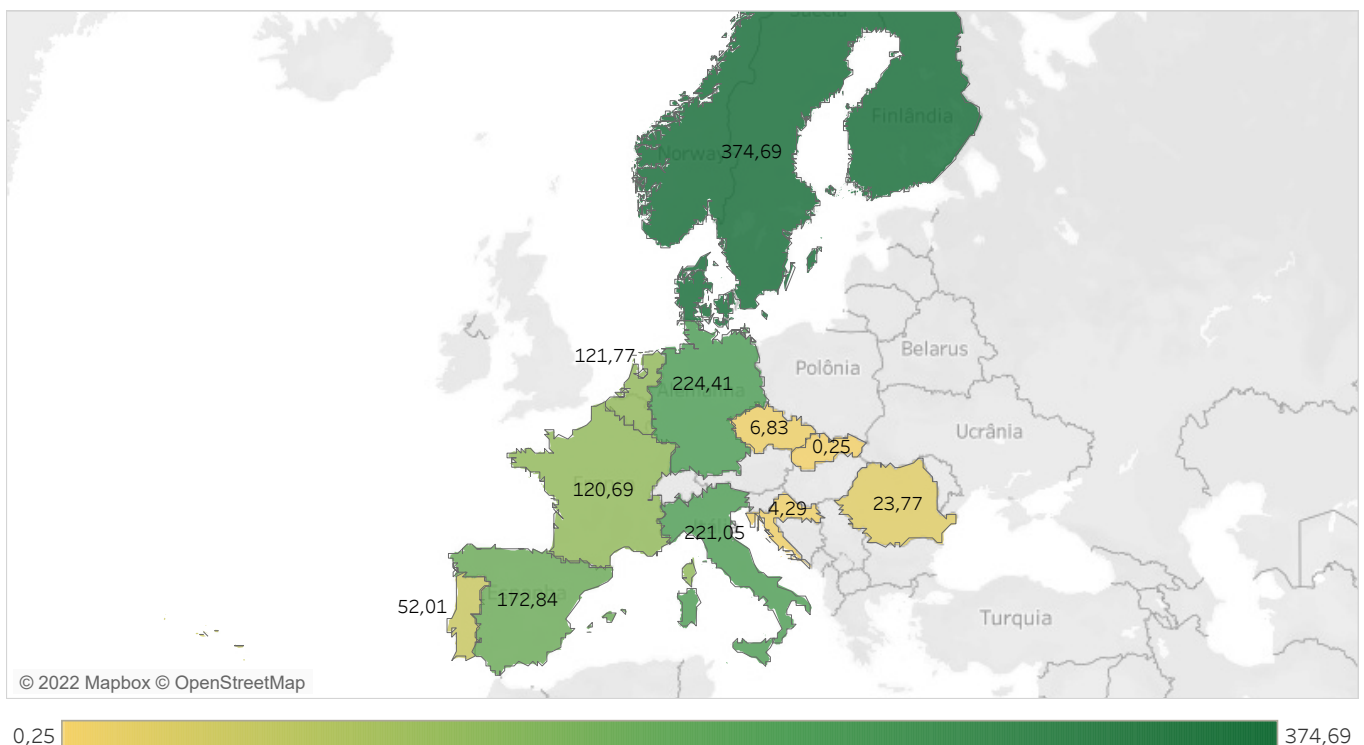 Suécia
Finlândia
Norway
374,69
121,77
224,41
Alemanha
Polônia
Belarus
6,83
0,25
Ucrânia
120,69
4,29
23,77
221,05
52,01
172,84
Turquia
© 2022 Mapbox © OpenStreetMap
0,25
374,69